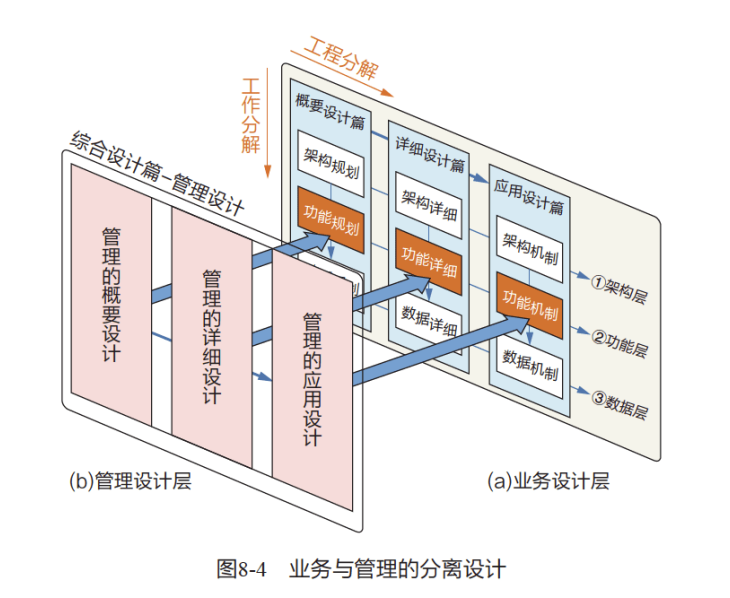 工程分解
工作分解
概要设计篇
架构规划
功能规划
划
详细设计篇
架构详细
功能详细
数据详细
应用设计篇
架构机制
功能机制
数据机制
①架构层
②功能层
③数据层
综合设计篇-管理设计
管理的概要设计
管理的详细设计
管理的应用设计
(b)管理设计层
(a)业务设计层
图8-4 业务与管理的分离设计